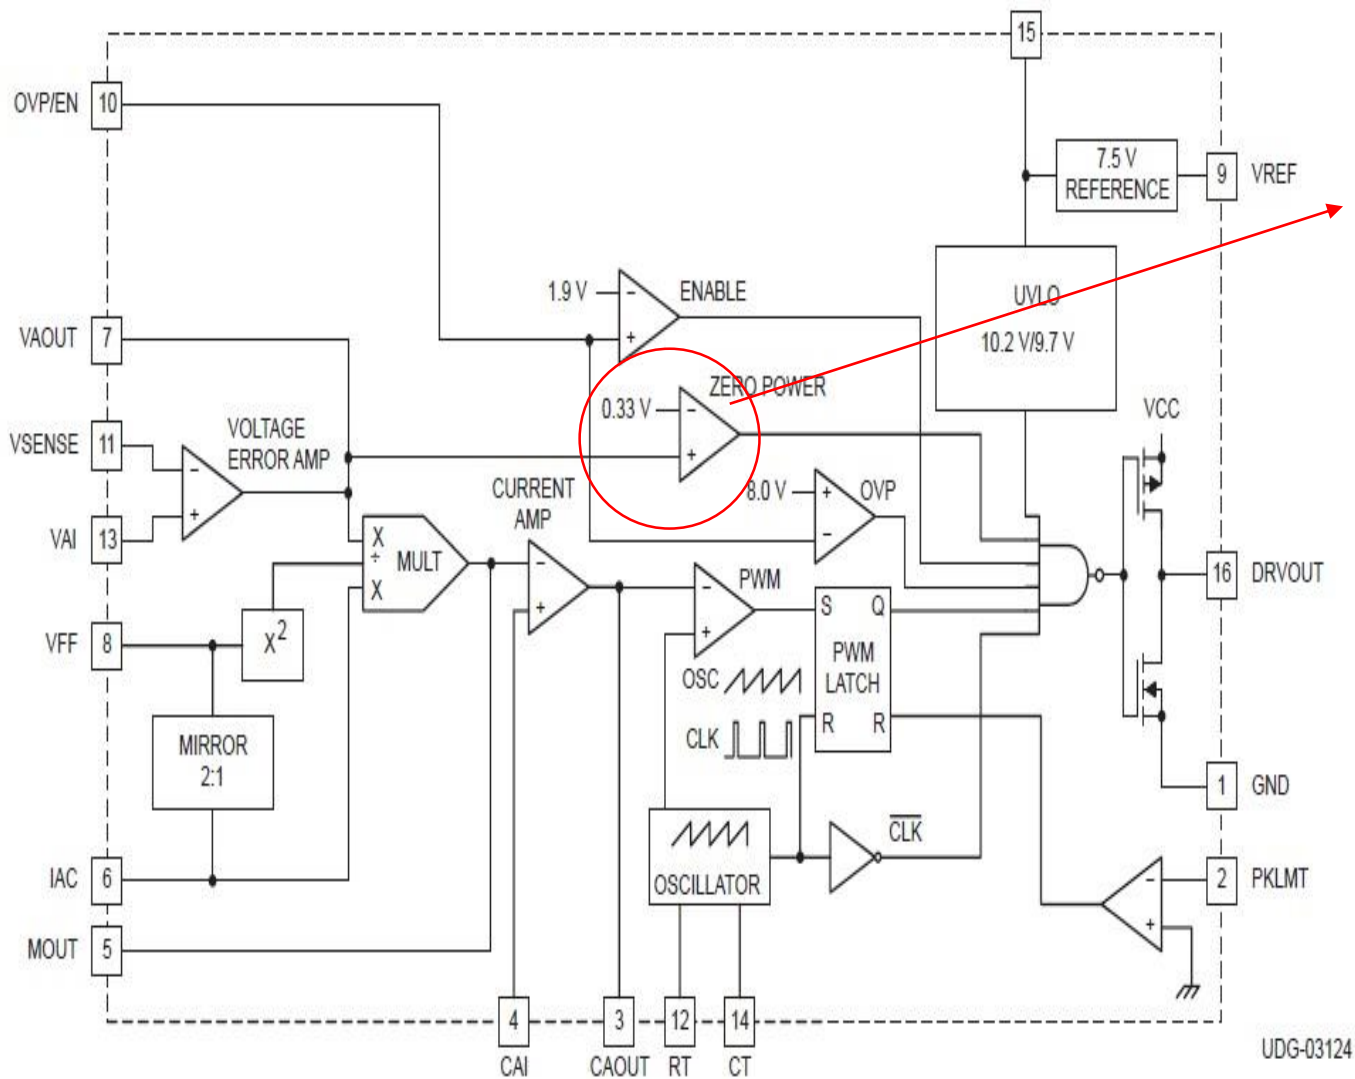 15
OVP/EN
10
7.5 V
REFERENCE
9
VREF
1.9 V
−
+
ENABLE
UVLO
10.2 V/9.7 V
VAOUT
7
ZERO POWER
0.33 V
−
+
VCC
VSENSE
11
VOLTAGE
ERROR AMP
−
+
CURRENT
AMP
8.0 V
+
−
OVP
VAI
13
X
÷
X
MULT
−
+
−
+
PWM
16
DRVOUT
S
Q
PWM
LATCH
R
R
VFF
8
X2
OSC
CLK
MIRROR
2:1
1
GND
OSCILLATOR
CLK
IAC
6
−
+
2
PKLMT
MOUT
5
4
3
12
14
CAI
CAOUT
RT
CT
UDG-03124